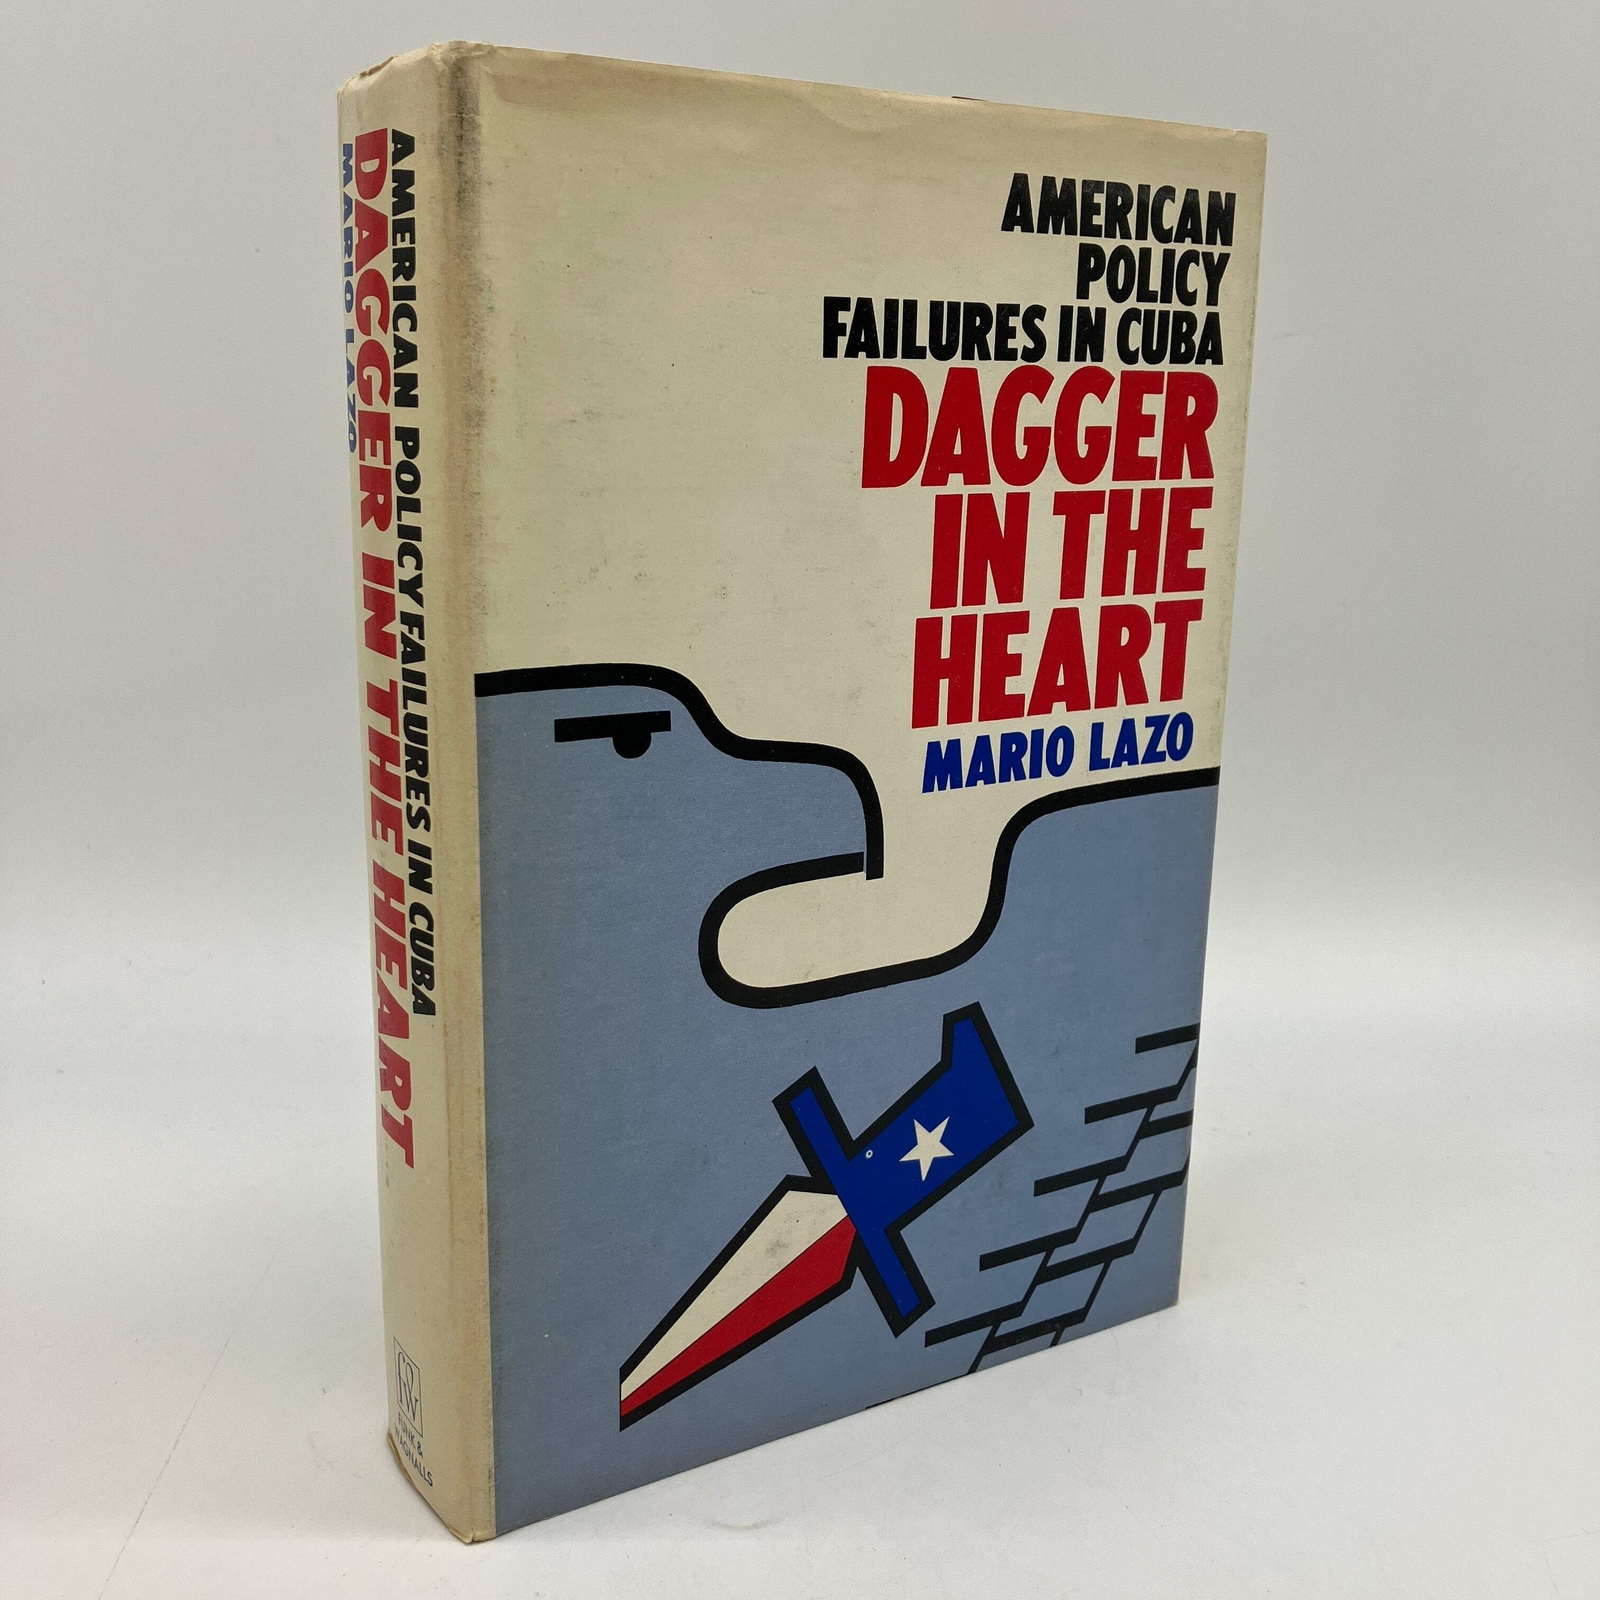 AMERICAN
POLICY
FAILURES IN CUBA
DAGGER
IN THE
HEART
MARIO LAZO
AMERICAN POLICY FAILURES IN CUBA
DAGGER IN THE HEART
MARIO LAZO
fw
FUNK &
WAGNALLS